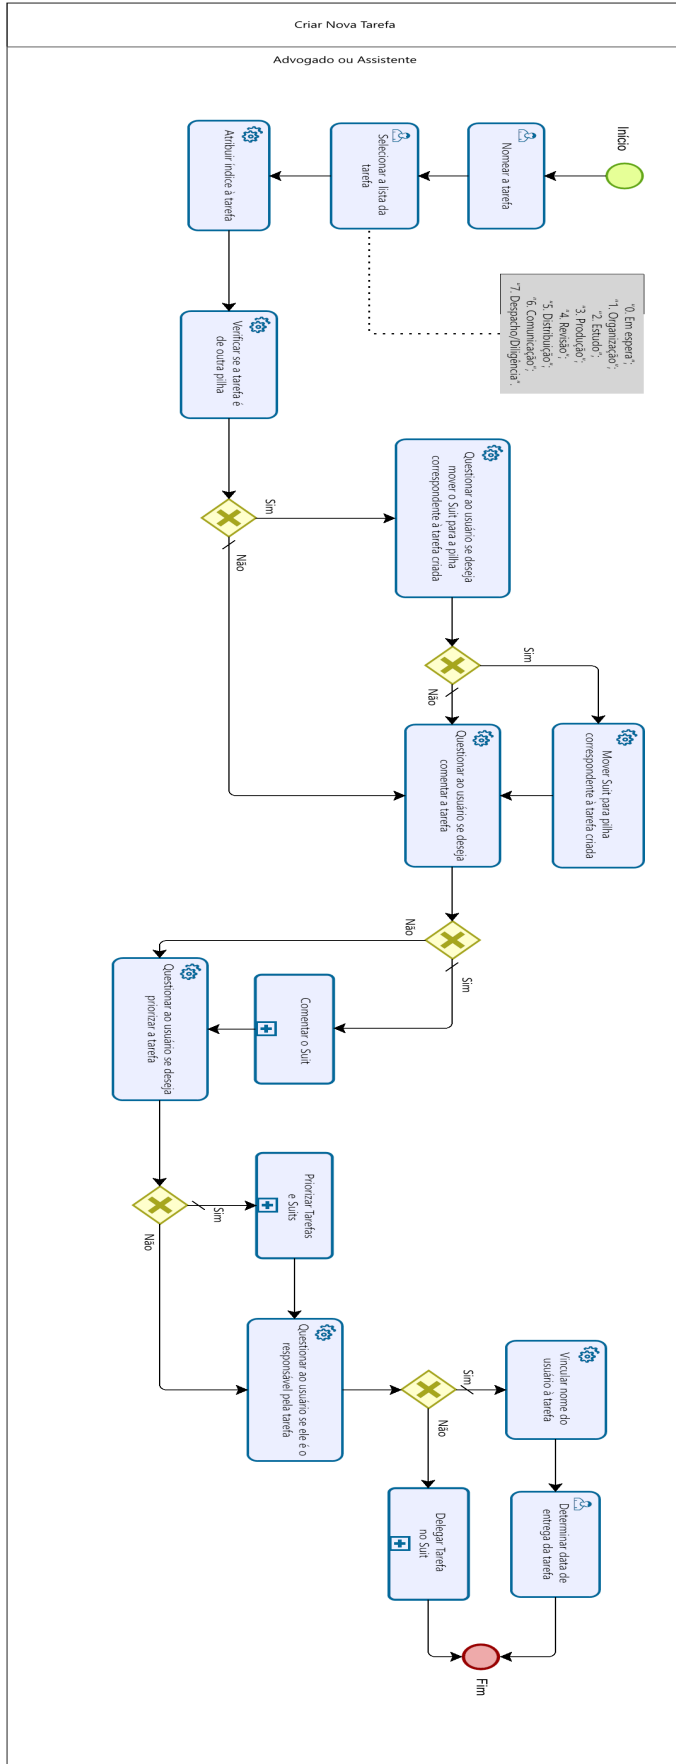 Criar Nova Tarefa
Advogado ou Assistente
Início
Nomear a tarefa
Selecionar a lista da
tarefa
Atribuir indice à tarefa
"0. Em espera";
"1. Organização";
"2. Estudo";
"3. Produção";
"4. Revisão";
"5. Distribuição";
"6. Comunicação";
"7. Despacho/Diligência".
Verificar se a tarefa é
de outra pilha
Sim
Não
Questionar ao usuário se deseja
mover o Suit para a pilha
correspondente à tarefa criada
Sim
Não
Mover Suit para pilha
correspondente à tarefa criada
Questionar ao usuário se deseja
comentar a tarefa
Não
Sim
Comentar o Suit
Questionar ao usuário se deseja
priorizar a tarefa
Sim
Não
Priorizar Tarefas
e Suits
Questionar ao usuário se ele é o
responsável pela tarefa
Sim
Não
Vincular nome do
usuário à tarefa
Determinar data de
entrega da tarefa
Delegar Tarefa
no Suit
Fim